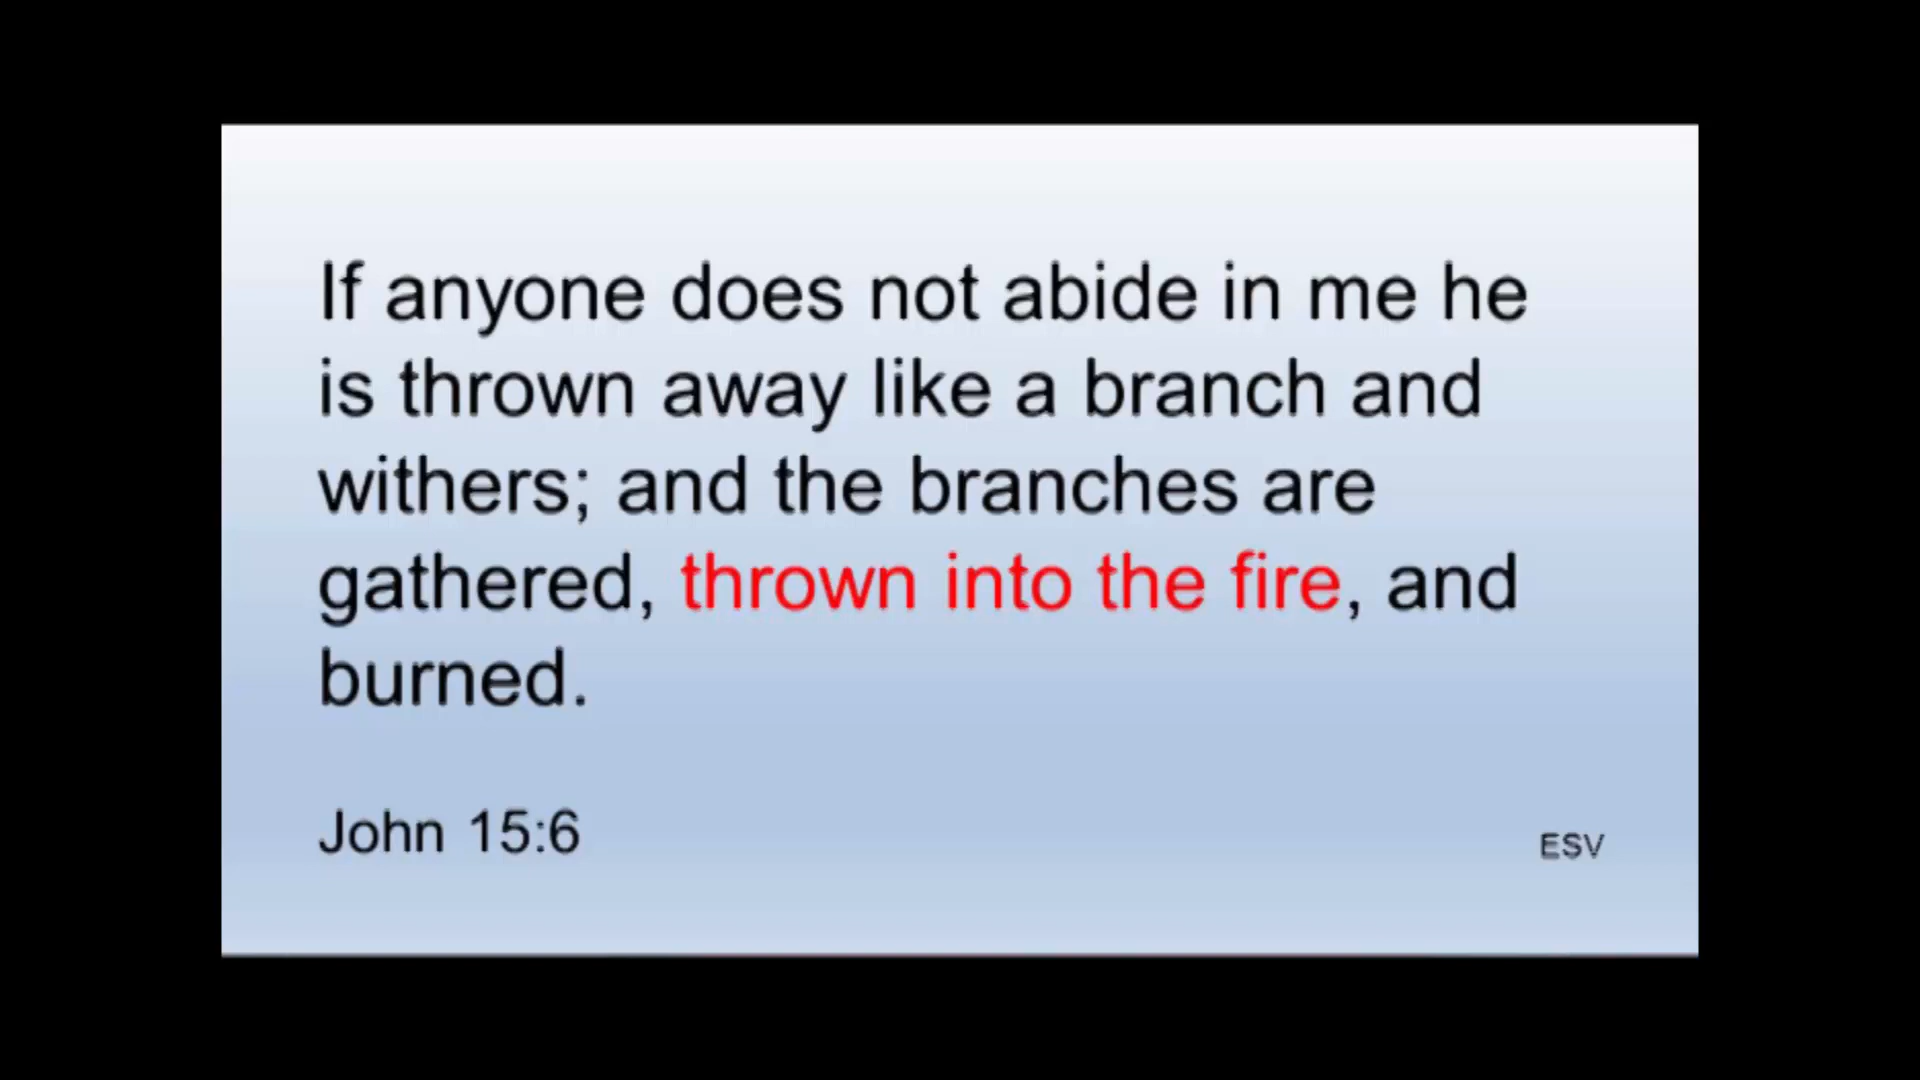 If anyone does not abide in me he
is thrown away like a branch and
withers; and the branches are
gathered, thrown into the fire, and
burned.
John 15:6
ESV